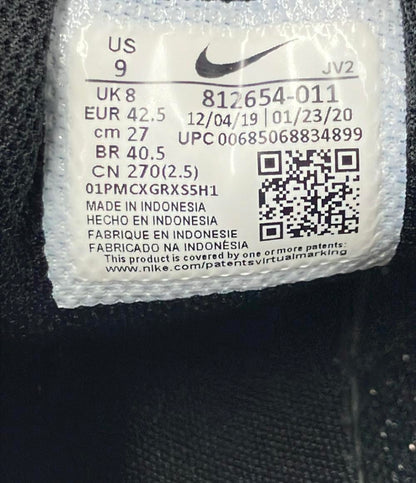 US
9
JV2
UK 8
812654-011
EUR 42.5
12/04/19 | 01/23/20
cm 27
UPC 00685068834899
BR 40.5
CN 270(2.5)
01PMCXGRXS5H1
MADE IN INDONESIA
HECHO EN INDONESIA
FABRIQUE EN INDONESIE
FABRICADO NA INDONÉSIA
This product is covered by one or more patents:
www.nike.com/patentsvirtualmarking